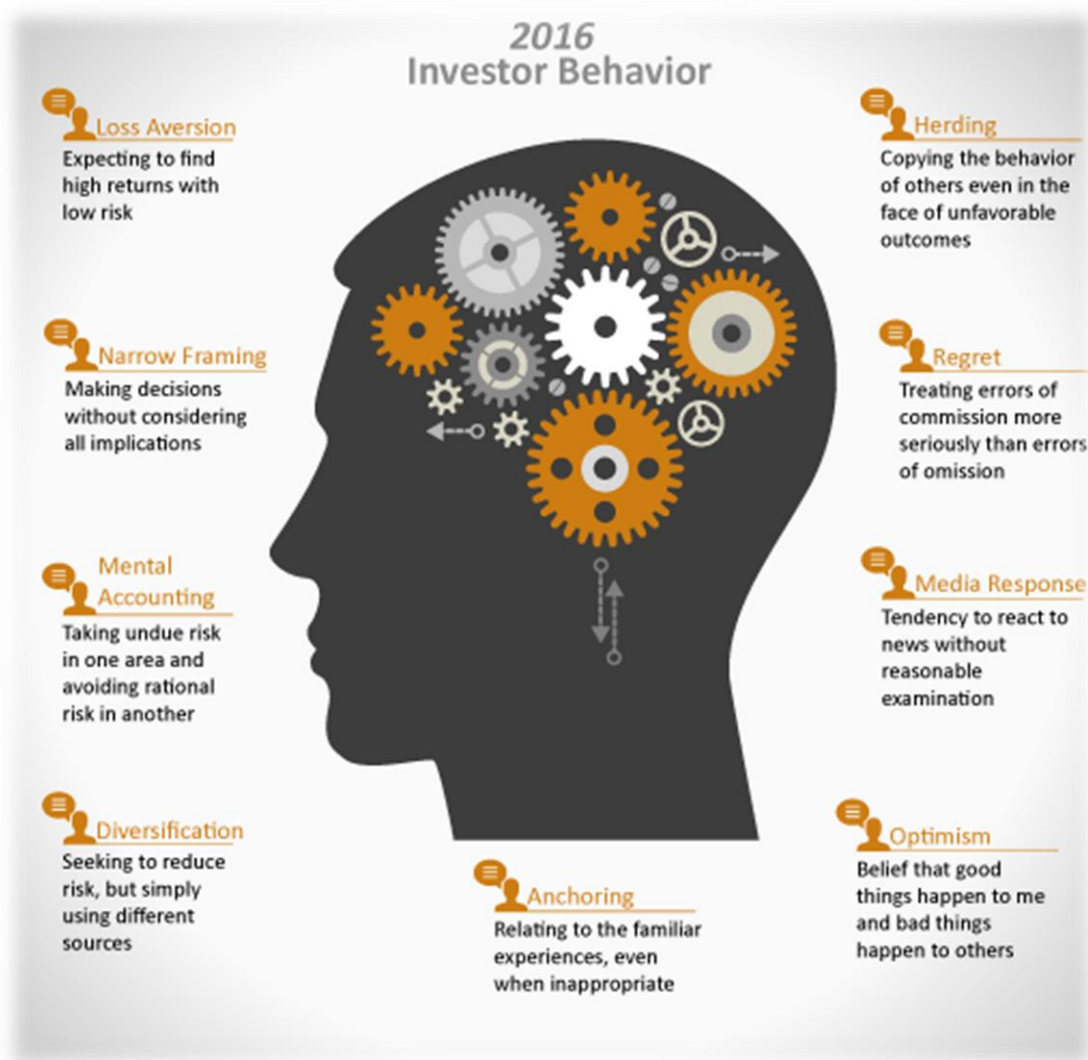 2016
Investor Behavior
Loss Aversion
Expecting to find
high returns with
low risk
Narrow Framing
Making decisions
without considering
all implications
Mental
Accounting
Taking undue risk
in one area and
avoiding rational
risk in another
Diversification
Seeking to reduce
risk, but simply
using different
sources
Anchoring
Relating to the familiar
experiences, even
when inappropriate
Herding
Copying the behavior
of others even in the
face of unfavorable
outcomes
Regret
Treating errors of
commission more
seriously than errors
of omission
Media Response
Tendency to react to
news without
reasonable
examination
Optimism
Belief that good
things happen to me
and bad things
happen to others